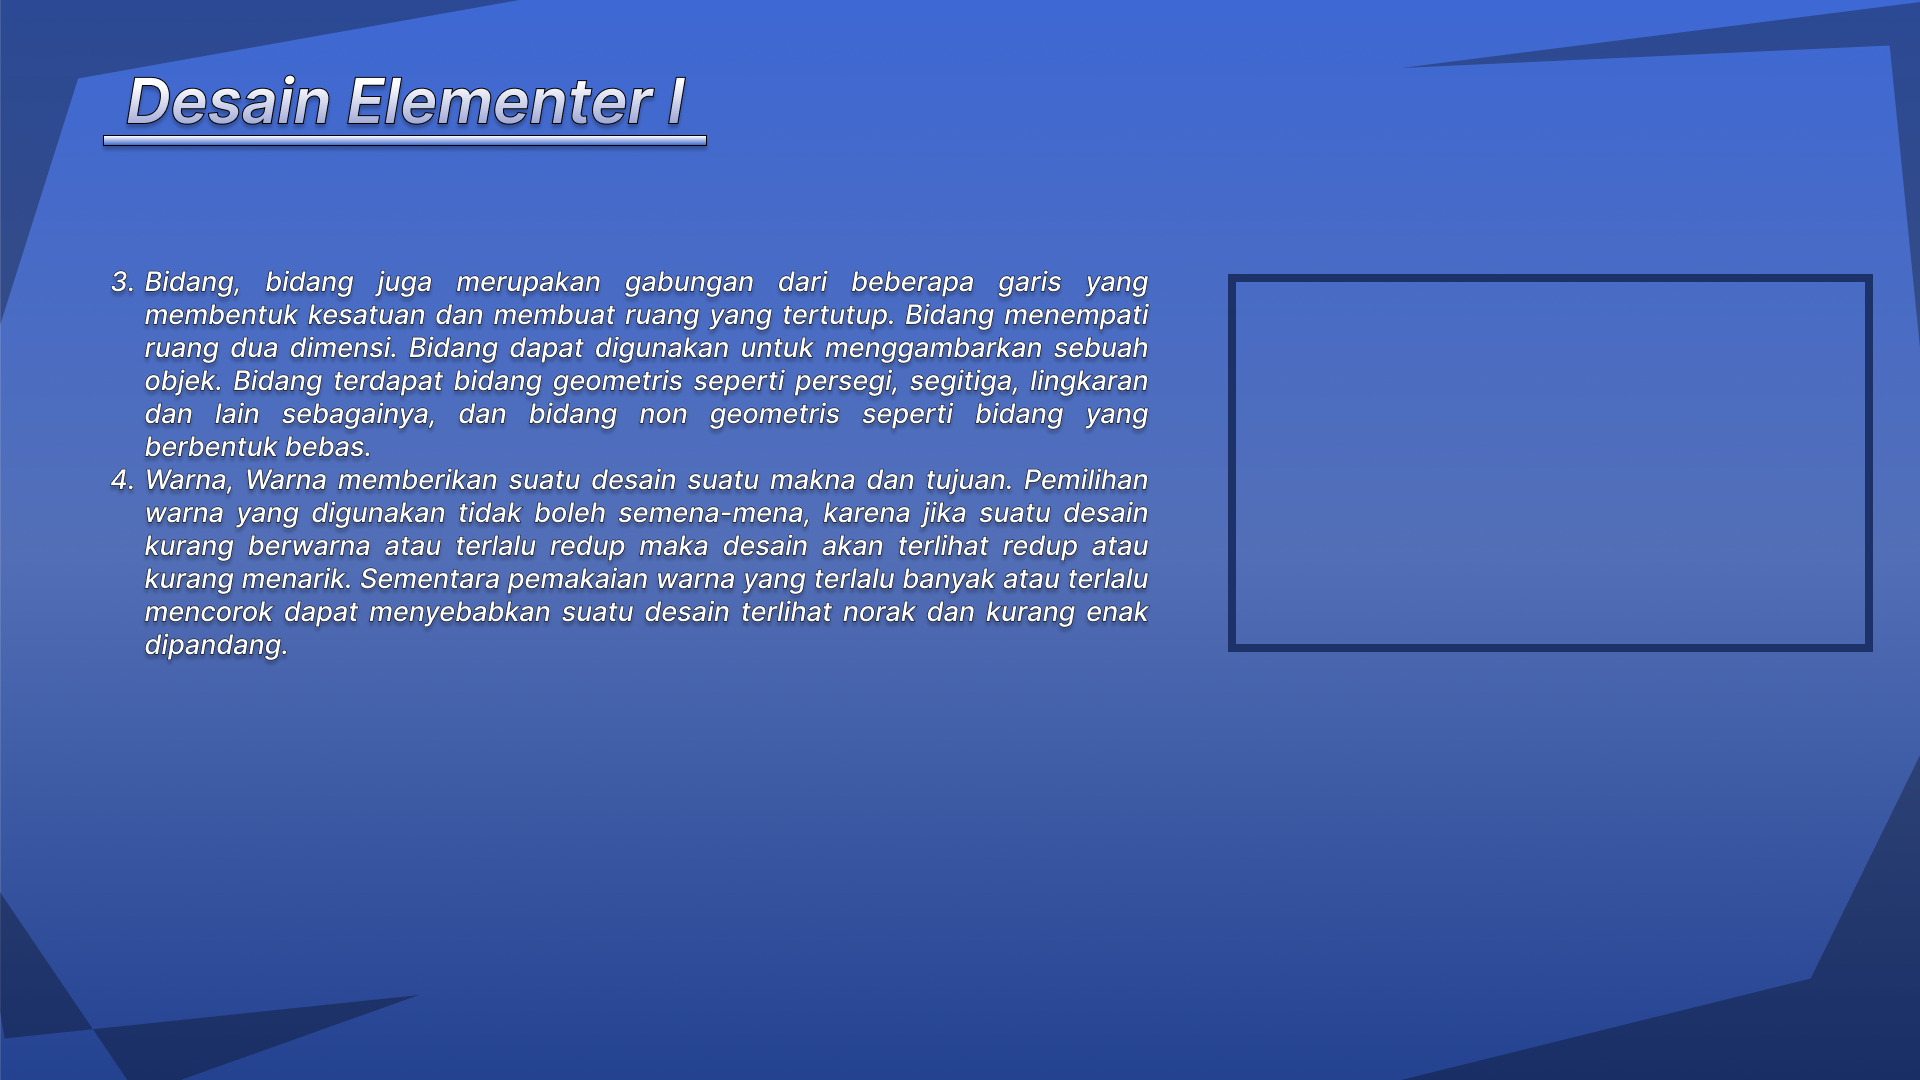 Desain Elementer I
3. Bidang, bidang juga merupakan gabungan dari beberapa garis yang
membentuk kesatuan dan membuat ruang yang tertutup. Bidang menempati
ruang dua dimensi. Bidang dapat digunakan untuk menggambarkan sebuah
objek. Bidang terdapat bidang geometris seperti persegi, segitiga, lingkaran
dan lain sebagainya, dan bidang non geometris seperti bidang yang
berbentuk bebas.
4. Warna, Warna memberikan suatu desain suatu makna dan tujuan. Pemilihan
warna yang digunakan tidak boleh semena-mena, karena jika suatu desain
kurang berwarna atau terlalu redup maka desain akan terlihat redup atau
kurang menarik. Sementara pemakaian warna yang terlalu banyak atau terlalu
mencorok dapat menyebabkan suatu desain terlihat norak dan kurang enak
dipandang.